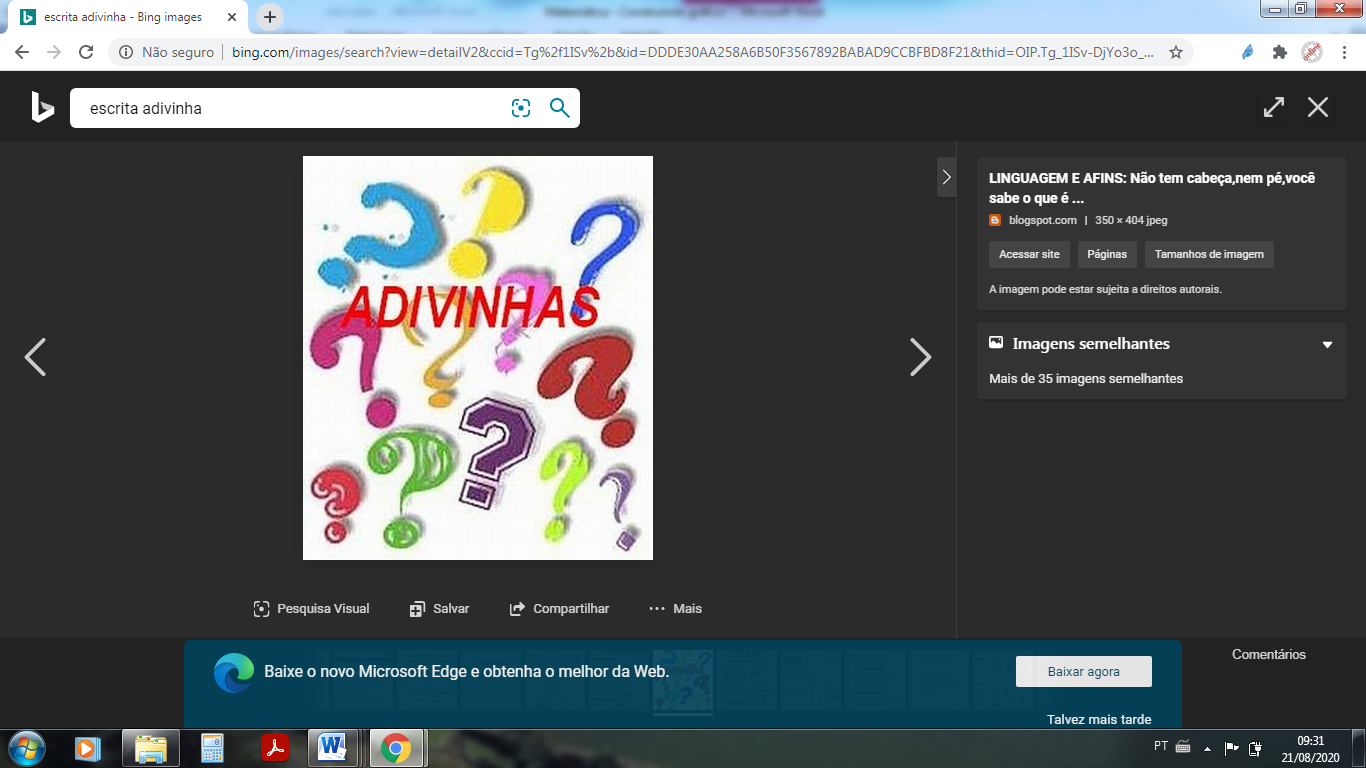 escrita adivinha - Bing images
Não seguro
bing.com/images/search?view=detailV2&ccid=Tg%2f1ISv%2b&id=DDDE30AA258A6B50F3567892BABAD9CCBFBD8F21&thid=OIP.Tg_1ISv-DjYo3o_...
escrita adivinha
ADIVINHAS
LINGUAGEM E AFINS: Não tem cabeça,nem pé,você
sabe o que é ...
blogspot.com | 350 × 404 jpeg
Acessar site Páginas Tamanhos de imagem
A imagem pode estar sujeita a direitos autorais.
Imagens semelhantes
Mais de 35 imagens semelhantes
Pesquisa Visual Salvar Compartilhar Mais
Baixe o novo Microsoft Edge e obtenha o melhor da Web.
Baixar agora
Talvez mais tarde
Comentários
PT
09:31
21/08/2020